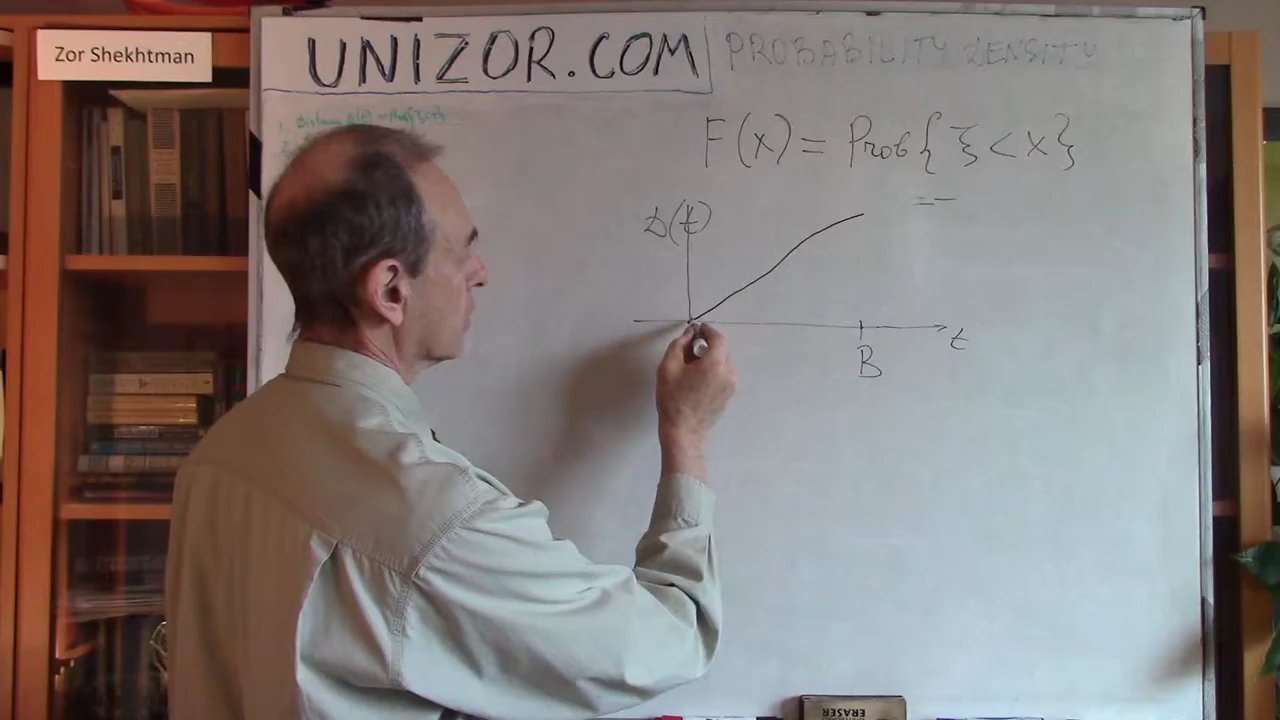 Zor Shekhtman
UNIZOR.COM
PROBABILITY DENSITY
F(x) = Prob{ ξ < x }
D(t)
t
B
ERASER